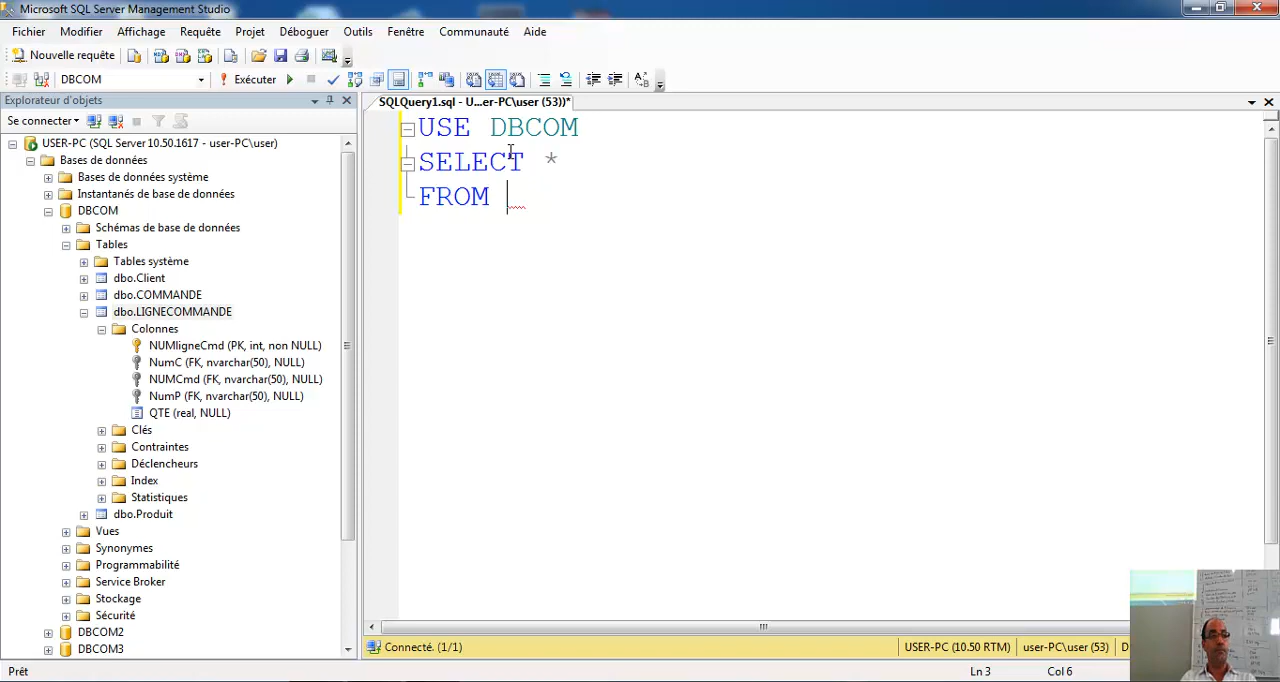 Microsoft SQL Server Management Studio
Fichier Modifier Affichage Requête Projet Déboguer Outils Fenêtre Communauté Aide
Nouvelle requête
DBCOM Exécuter
Explorateur d'objets
SQLQuery1.sql - U...er-PC\user (53))*
Se connecter
USER-PC (SQL Server 10.50.1617 - user-PC\user)
Bases de données
Bases de données système
Instantanés de base de données
DBCOM
Schémas de base de données
Tables
Tables système
dbo.Client
dbo.COMMANDE
dbo.LIGNECOMMANDE
Colonnes
NUMligneCmd (PK, int, non NULL)
NumC (FK, nvarchar(50), NULL)
NUMCmd (FK, nvarchar(50), NULL)
NumP (FK, nvarchar(50), NULL)
QTE (real, NULL)
Clés
Contraintes
Déclencheurs
Index
Statistiques
dbo.Produit
Vues
Synonymes
Programmabilité
Service Broker
Stockage
Sécurité
DBCOM2
DBCOM3
USE DBCOM
SELECT *
FROM
Connecté. (1/1)
USER-PC (10.50 RTM) user-PC\user (53) D
Prêt
Ln 3 Col 6